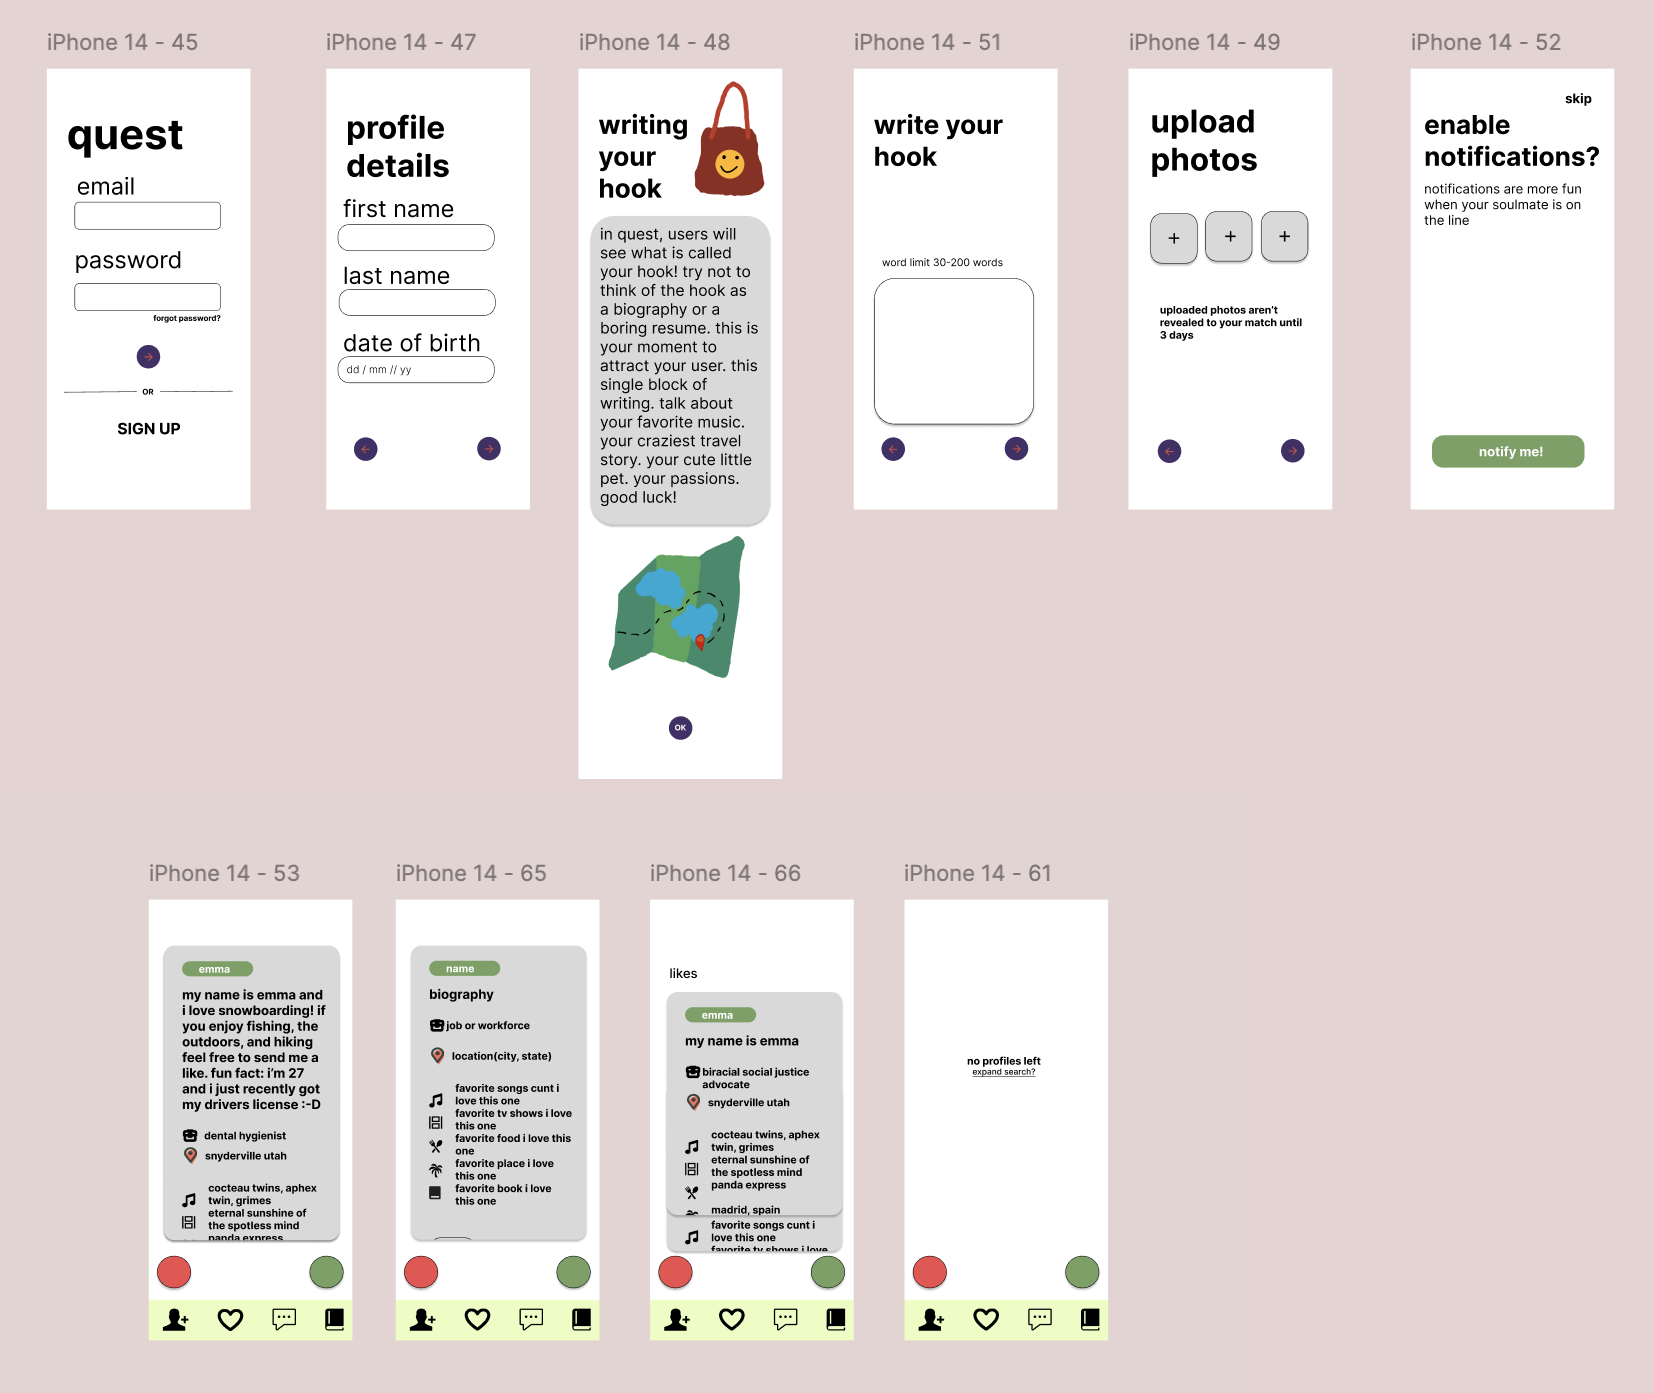 iPhone 14 - 45
quest
email
password
forgot password?
OR
SIGN UP
iPhone 14 - 47
profile
details
first name
last name
date of birth
dd / mm // yy
iPhone 14 - 48
writing
your
hook
in quest, users will
see what is called
your hook! try not to
think of the hook as
a biography or a
boring resume. this is
your moment to
attract your user. this
single block of
writing. talk about
your favorite music.
your craziest travel
story. your cute little
pet. your passions.
good luck!
OK
iPhone 14 - 51
write your
hook
word limit 30-200 words
iPhone 14 - 49
upload
photos
+
+
+
uploaded photos aren't
revealed to your match until
3 days
iPhone 14 - 52
skip
enable
notifications?
notifications are more fun
when your soulmate is on
the line
notify me!
iPhone 14 - 53
emma
my name is emma and
i love snowboarding! if
you enjoy fishing, the
outdoors, and hiking
feel free to send me a
like. fun fact: i'm 27
and i just recently got
my drivers license :-D
dental hygienist
snyderville utah
cocteau twins, aphex
twin, grimes
eternal sunshine of
the spotless mind
panda express
iPhone 14 - 65
name
biography
job or workforce
location(city, state)
favorite songs cunt i
love this one
favorite tv shows i love
this one
favorite food i love this
one
favorite place i love
this one
favorite book i love
this one
iPhone 14 - 66
likes
emma
my name is emma
biracial social justice
advocate
snyderville utah
cocteau twins, aphex
twin, grimes
eternal sunshine of
the spotless mind
panda express
madrid, spain
favorite songs cunt i
love this one
favorite tv shows i love
iPhone 14 - 61
no profiles left
expand search?